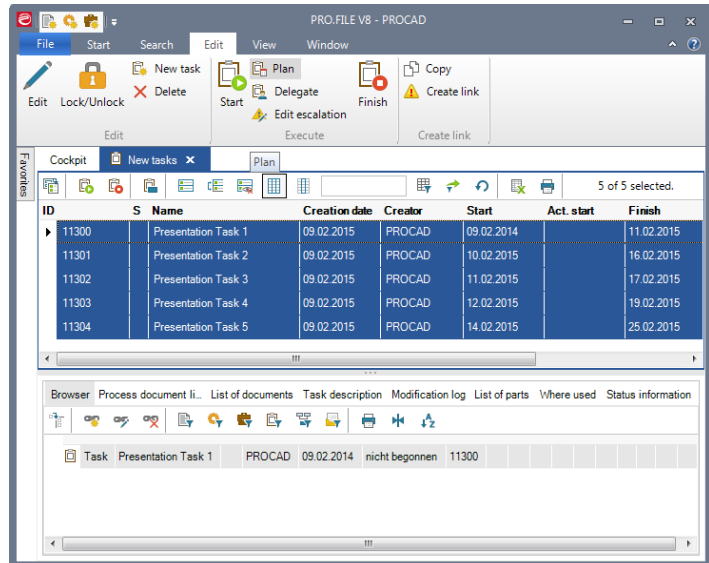 PRO.FILE V8 - PROCAD
File Start Search Edit View Window
Edit Lock/Unlock New task Delete Start Plan Delegate Edit escalation Finish Copy Create link
Edit Execute Create link
Favorites
Cockpit New tasks Plan
5 of 5 selected.
ID S Name Creation date Creator Start Act. start Finish
11300 Presentation Task 1 09.02.2015 PROCAD 09.02.2014 11.02.2015
11301 Presentation Task 2 09.02.2015 PROCAD 10.02.2015 16.02.2015
11302 Presentation Task 3 09.02.2015 PROCAD 11.02.2015 17.02.2015
11303 Presentation Task 4 09.02.2015 PROCAD 12.02.2015 19.02.2015
11304 Presentation Task 5 09.02.2015 PROCAD 14.02.2015 25.02.2015
Browser Process document li... List of documents Task description Modification log List of parts Where used Status information
Task Presentation Task 1 PROCAD 09.02.2014 nicht begonnen 11300